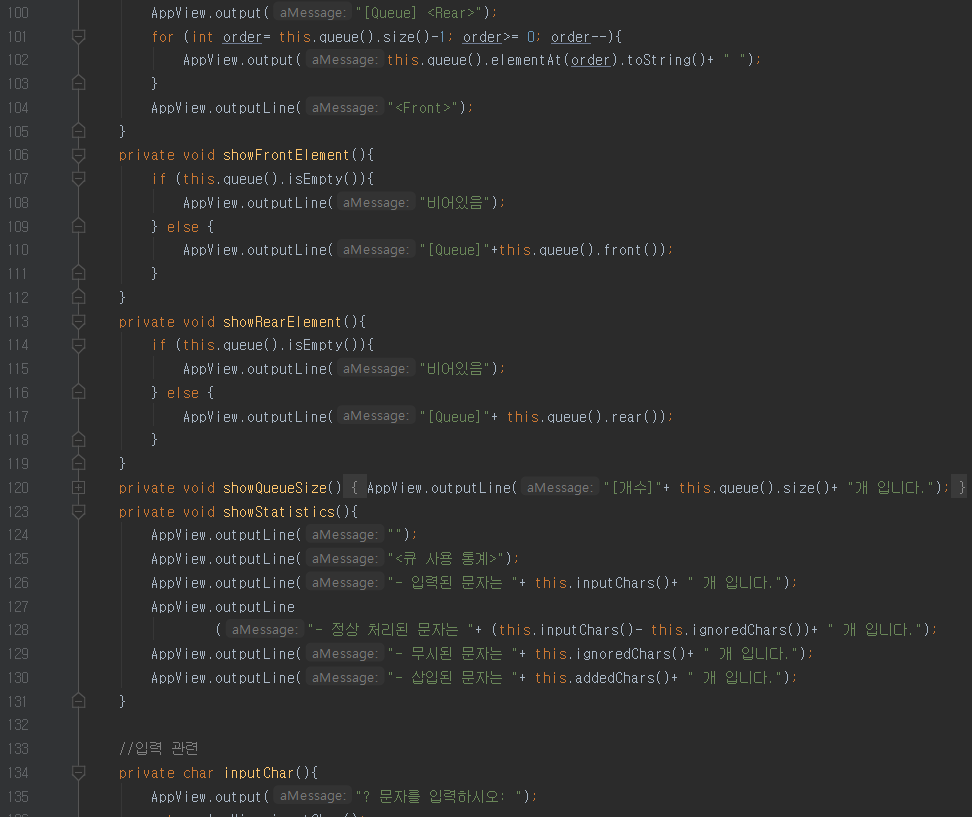 100 AppView.output( aMessage: "[Queue] <Rear>");
101 for (int order= this.queue().size()-1; order>= 0; order--){
102 AppView.output( aMessage: this.queue().elementAt(order).toString()+ " ");
103 }
104 AppView.outputLine( aMessage: "<Front>");
105 }
106 private void showFrontElement(){
107 if (this.queue().isEmpty()){
108 AppView.outputLine( aMessage: "비어있음");
109 } else {
110 AppView.outputLine( aMessage: "[Queue]"+this.queue().front());
111 }
112 }
113 private void showRearElement(){
114 if (this.queue().isEmpty()){
115 AppView.outputLine( aMessage: "비어있음");
116 } else {
117 AppView.outputLine( aMessage: "[Queue]"+ this.queue().rear());
118 }
119 }
120 private void showQueueSize() { AppView.outputLine( aMessage: "[개수]"+ this.queue().size()+ "개 입니다."); }
123 private void showStatistics(){
124 AppView.outputLine( aMessage: "");
125 AppView.outputLine( aMessage: "<큐 사용 통계>");
126 AppView.outputLine( aMessage: "- 입력된 문자는 "+ this.inputChars()+ " 개 입니다.");
127 AppView.outputLine
128 ( aMessage: "- 정상 처리된 문자는 "+ (this.inputChars()- this.ignoredChars())+ " 개 입니다.");
129 AppView.outputLine( aMessage: "- 무시된 문자는 "+ this.ignoredChars()+ " 개 입니다.");
130 AppView.outputLine( aMessage: "- 삽입된 문자는 "+ this.addedChars()+ " 개 입니다.");
131 }
132
133 //입력 관련
134 private char inputChar(){
135 AppView.output( aMessage: "? 문자를 입력하시오: ");